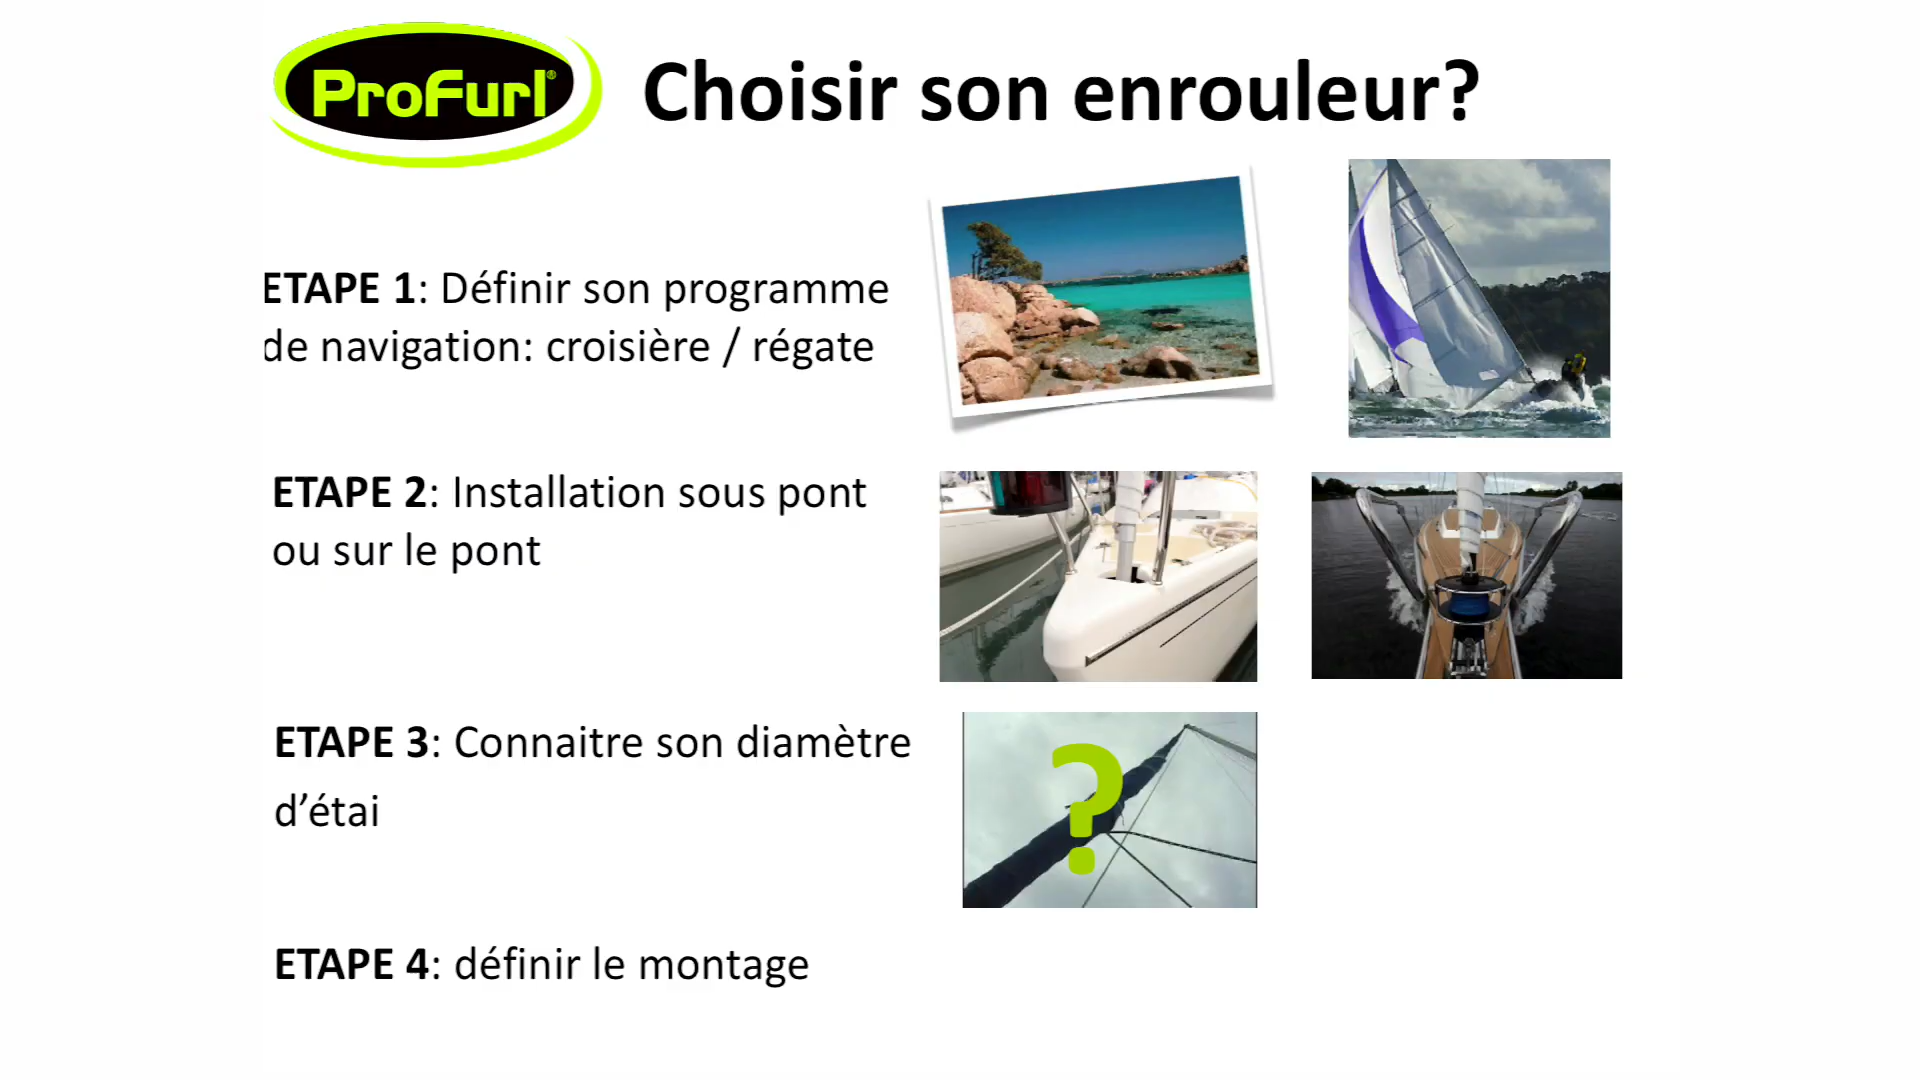 ProFurl®
Choisir son enrouleur?
ETAPE 1: Définir son programme
de navigation: croisière / régate
ETAPE 2: Installation sous pont
ou sur le pont
ETAPE 3: Connaitre son diamètre
d’étai
?
ETAPE 4: définir le montage